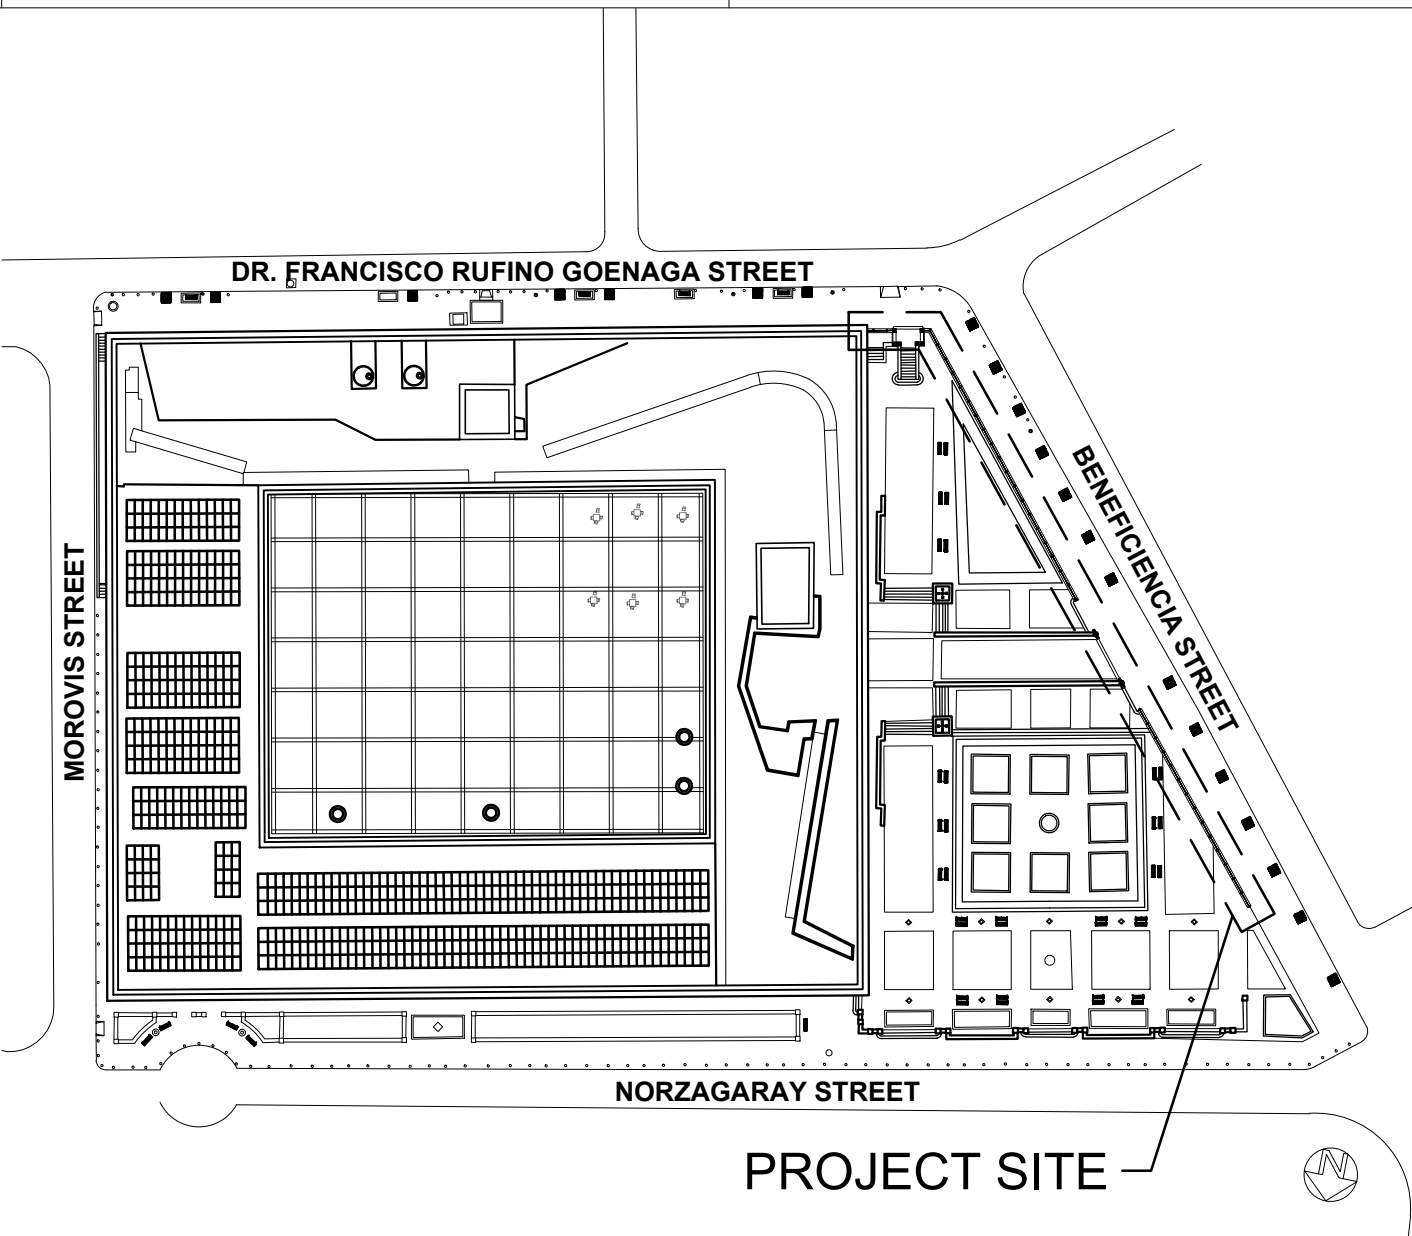 DR. FRANCISCO RUFINO GOENAGA STREET
BENEFICIENCIA STREET
MOROVIS STREET
NORZAGARAY STREET
PROJECT SITE
N